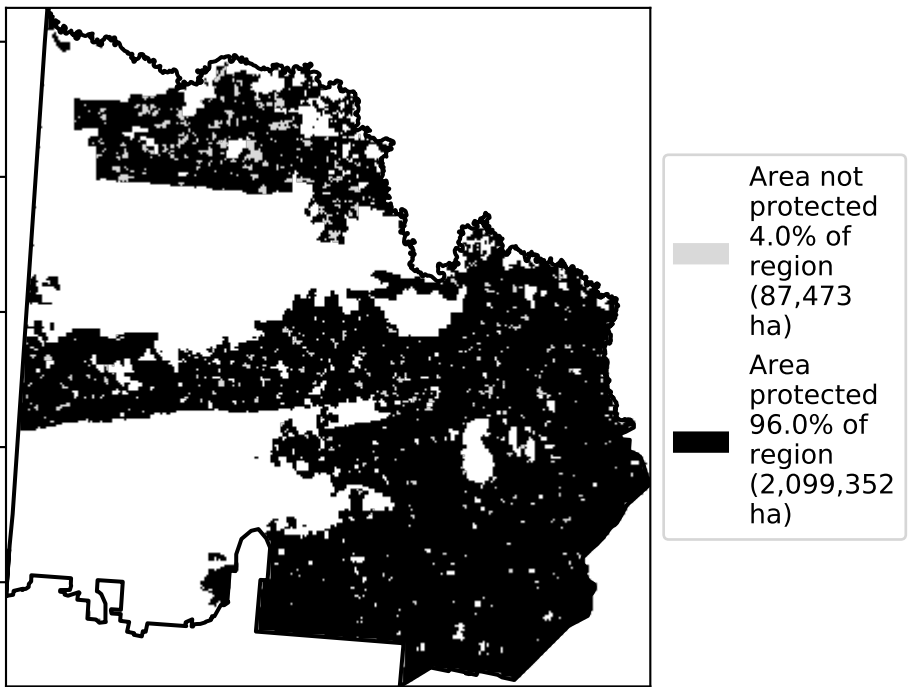 Area not
protected
4.0% of
region
(87,473
ha)
Area
protected
96.0% of
region
(2,099,352
ha)